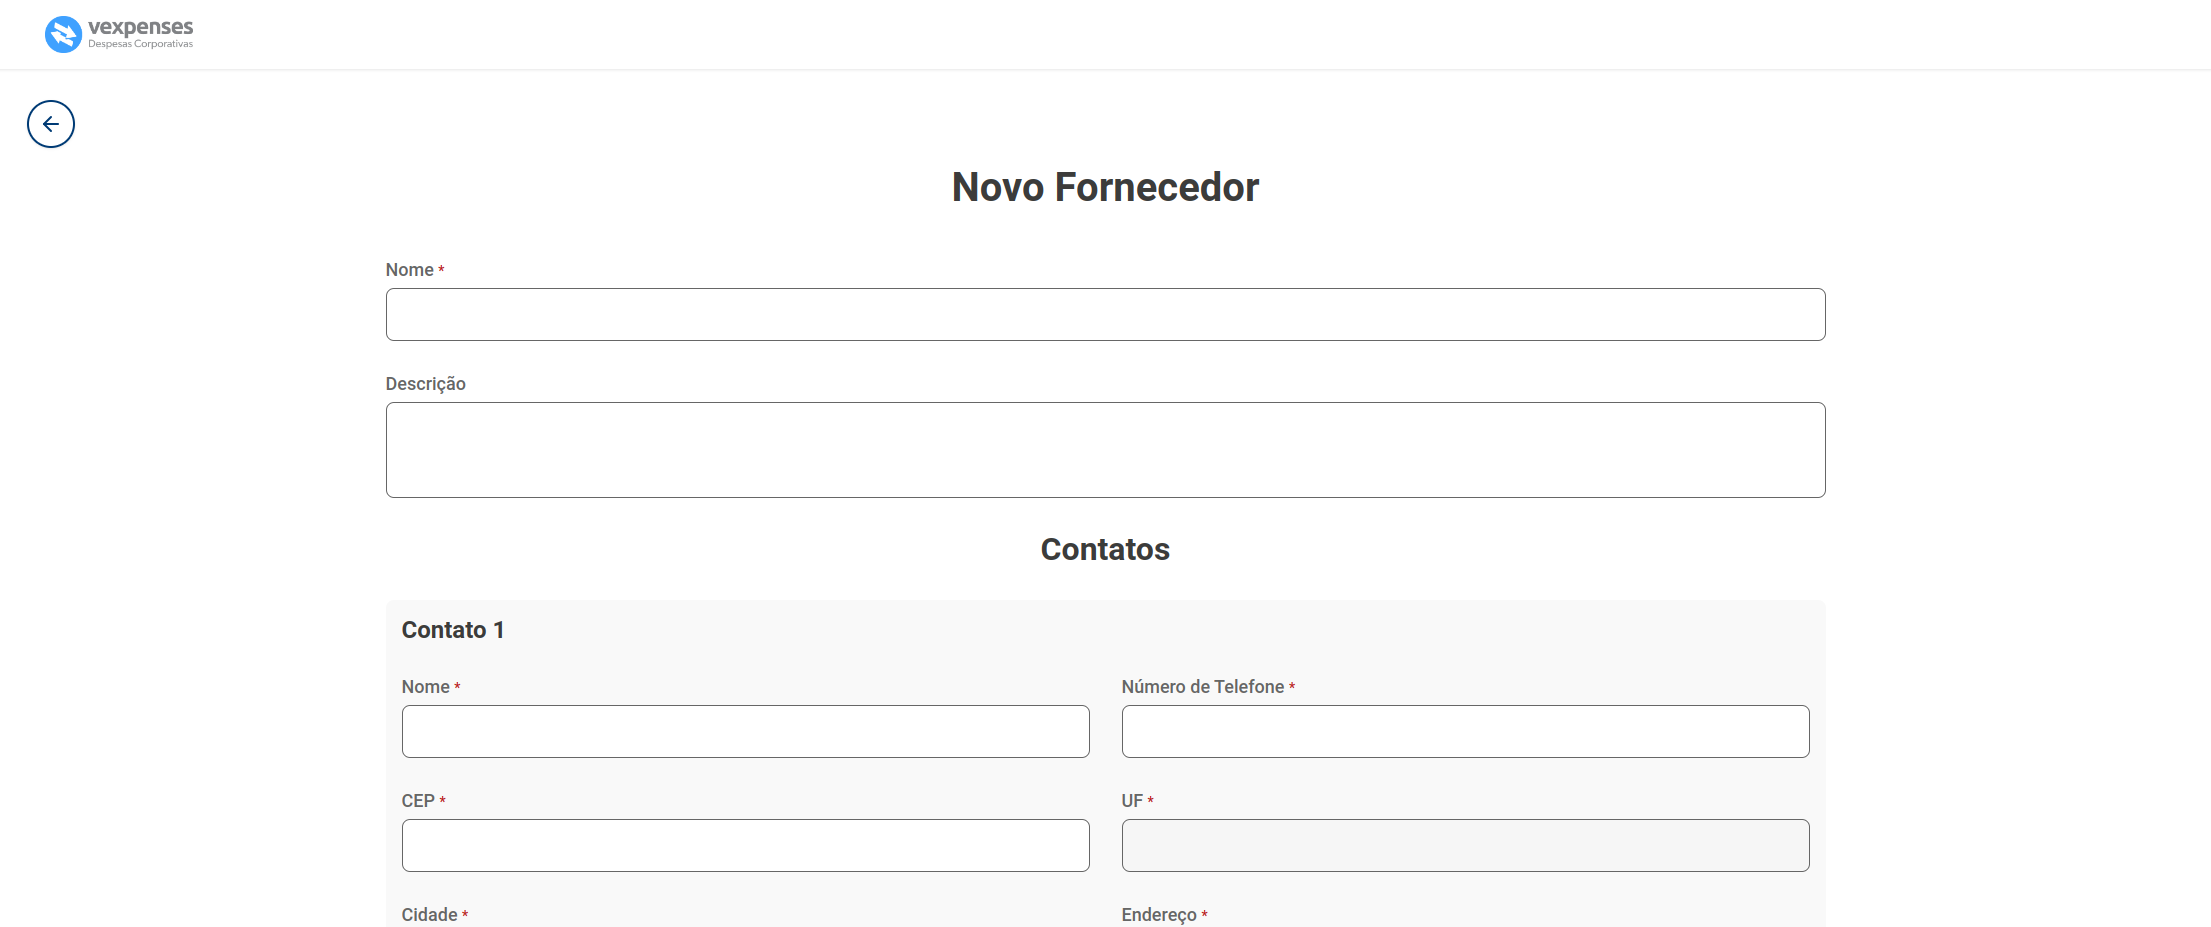 vexpenses
Despesas Corporativas
Novo Fornecedor
Nome *
Descrição
Contatos
Contato 1
Nome *
Número de Telefone *
CEP *
UF *
Cidade *
Endereço *